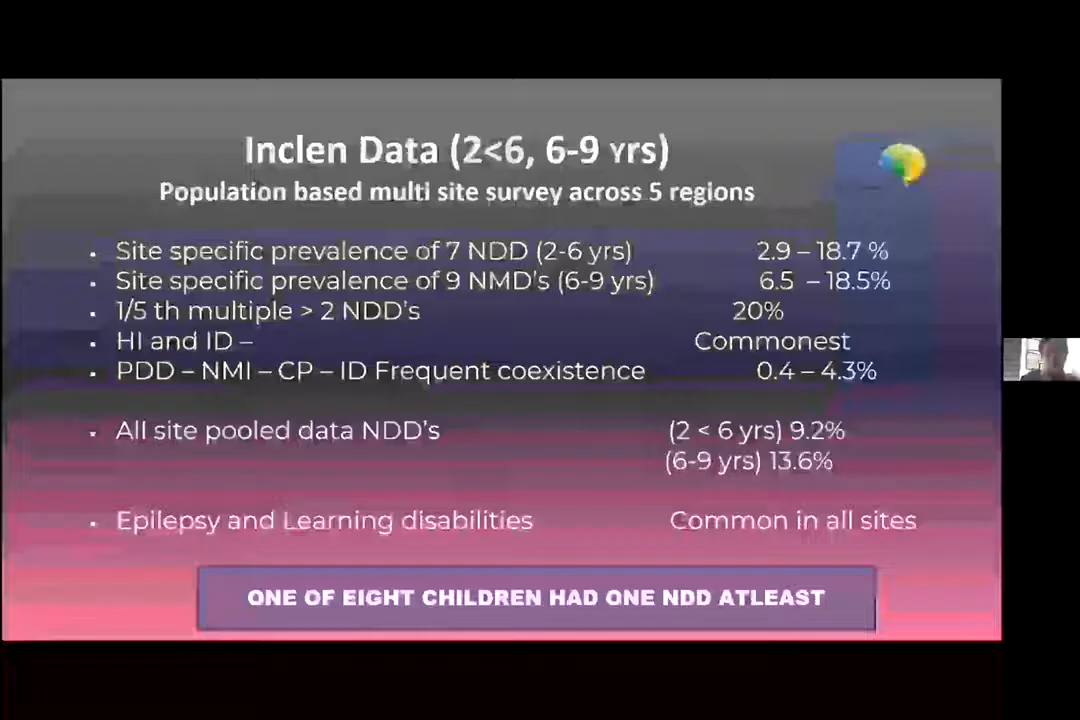 Inclen Data (2<6, 6-9 Yrs)
Population based multi site survey across 5 regions
• Site specific prevalence of 7 NDD (2-6 yrs) 2.9 – 18.7 %
• Site specific prevalence of 9 NMD's (6-9 yrs) 6.5 – 18.5%
• 1/5 th multiple > 2 NDD's 20%
• HI and ID – Commonest
• PDD – NMI – CP – ID Frequent coexistence 0.4 – 4.3%
• All site pooled data NDD's (2 < 6 yrs) 9.2%
(6-9 yrs) 13.6%
• Epilepsy and Learning disabilities Common in all sites
ONE OF EIGHT CHILDREN HAD ONE NDD ATLEAST